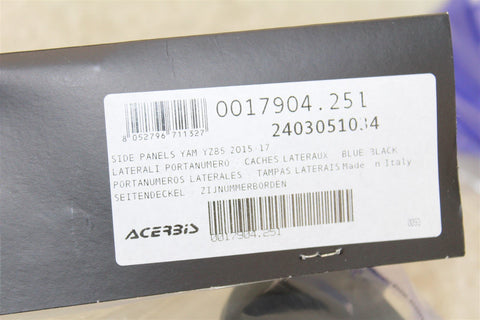 0017904.251
8 052796 711327
2403051034
SIDE PANELS YAM YZ85 2015 17
LATERALI PORTANUMERO CACHES LATERAUX BLUE BLACK
PORTANUMEROS LATERALES TAMPAS LATERAIS Made in Italy
SEITENDECKEL - ZIJNUMMERBORDEN
ACERBIS
0017904.251